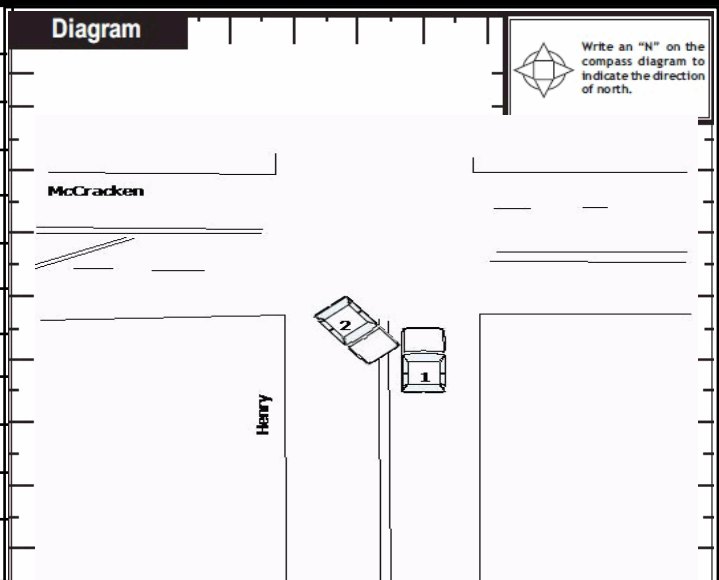 Diagram
Write an “N” on the
compass diagram to
indicate the direction
of north.
McCracken
2
1
Henry